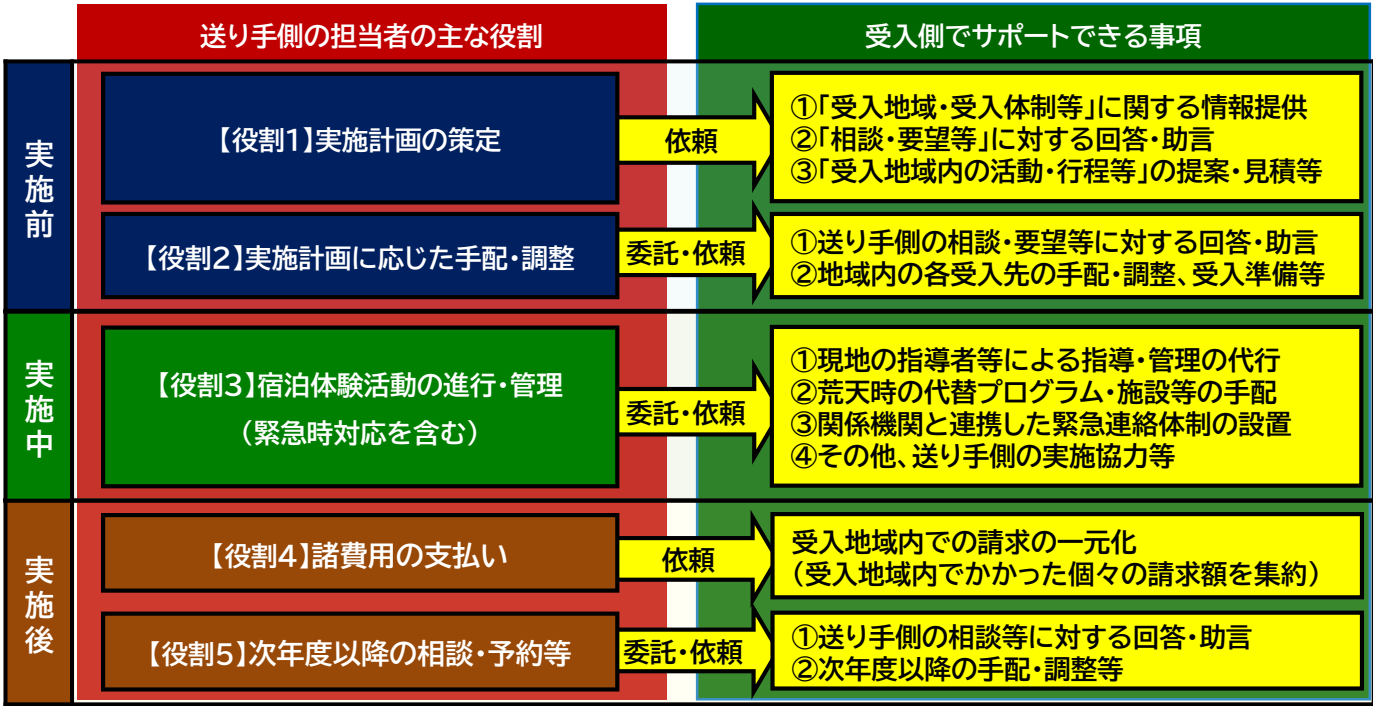 送り手側の担当者の主な役割
受入側でサポートできる事項
実施前
【役割1】実施計画の策定
依頼
①「受入地域・受入体制等」に関する情報提供
②「相談・要望等」に対する回答・助言
③「受入地域内の活動・行程等」の提案・見積等
【役割2】実施計画に応じた手配・調整
委託・依頼
①送り手側の相談・要望等に対する回答・助言
②地域内の各受入先の手配・調整、受入準備等
実施中
【役割3】宿泊体験活動の進行・管理
（緊急時対応を含む）
委託・依頼
①現地の指導者等による指導・管理の代行
②荒天時の代替プログラム・施設等の手配
③関係機関と連携した緊急連絡体制の設置
④その他、送り手側の実施協力等
実施後
【役割4】諸費用の支払い
依頼
受入地域内での請求の一元化
（受入地域内でかかった個々の請求額を集約）
【役割5】次年度以降の相談・予約等
委託・依頼
①送り手側の相談等に対する回答・助言
②次年度以降の手配・調整等